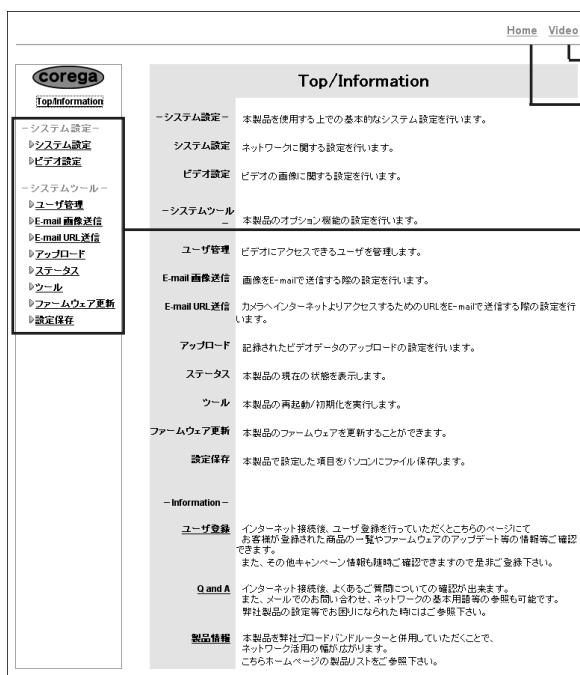 Home Video
corega
Top/Information
－システム設定－
システム設定
ビデオ設定
－システムツール－
ユーザ管理
E-mail 画像送信
E-mail URL送信
アップロード
ステータス
ツール
ファームウェア更新
設定保存
Top/Information
－システム設定－ 本製品を使用する上での基本的なシステム設定を行います。
システム設定 ネットワークに関する設定を行います。
ビデオ設定 ビデオの画像に関する設定を行います。
－システムツール
－ 本製品のオプション機能の設定を行います。
ユーザ管理 ビデオにアクセスできるユーザを管理します。
E-mail 画像送信 画像をE-mailで送信する際の設定を行います。
E-mail URL送信 カメラへインターネットよりアクセスするためのURLをE-mailで送信する際の設定を行
います。
アップロード 記録されたビデオデータのアップロードの設定を行います。
ステータス 本製品の現在の状態を表示します。
ツール 本製品の再起動/初期化を実行します。
ファームウェア更新 本製品のファームウェアを更新することができます。
設定保存 本製品で設定した項目をパソコンにファイル保存します。
－Information－
ユーザ登録 インターネット接続後、ユーザ登録を行っていただくとこちらのページにて
お客様が登録された商品の一覧やファームウェアのアップデート等の情報等ご確認
できます。
また、その他キャンペーン情報も随時ご確認できますので是非ご登録下さい。
Q and A インターネット接続後、よくあるご質問についての確認が出来ます。
また、メールでのお問い合わせ、ネットワークの基本用語等の参照も可能です。
弊社製品の設定等でお困りになられた時にはご参照下さい。
製品情報 本製品を弊社ブロードバンドルーターと併用していただくことで、
ネットワーク活用の幅が広がります。
こちらホームページの製品リストをご参照下さい。